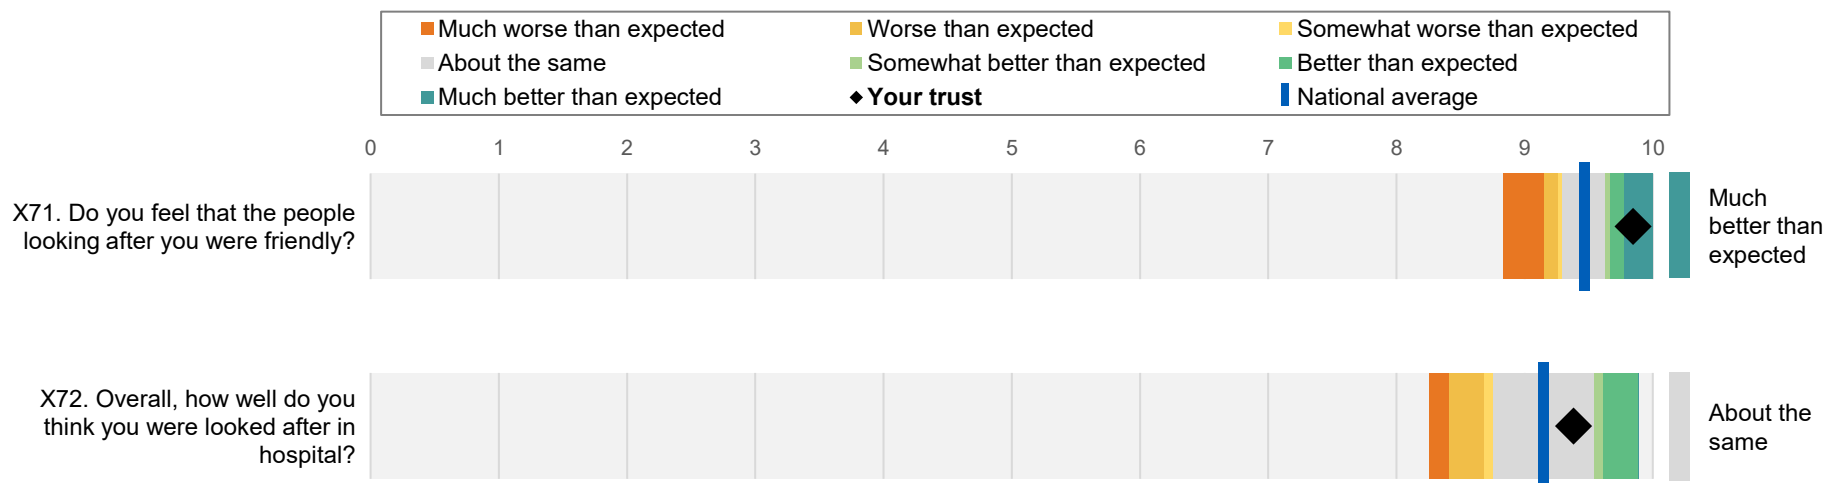 Much worse than expected
Worse than expected
Somewhat worse than expected
About the same
Somewhat better than expected
Better than expected
Much better than expected
Your trust
National average
0 1 2 3 4 5 6 7 8 9 10
X71. Do you feel that the people
looking after you were friendly?
Much
better than
expected
X72. Overall, how well do you
think you were looked after in
hospital?
About the
same